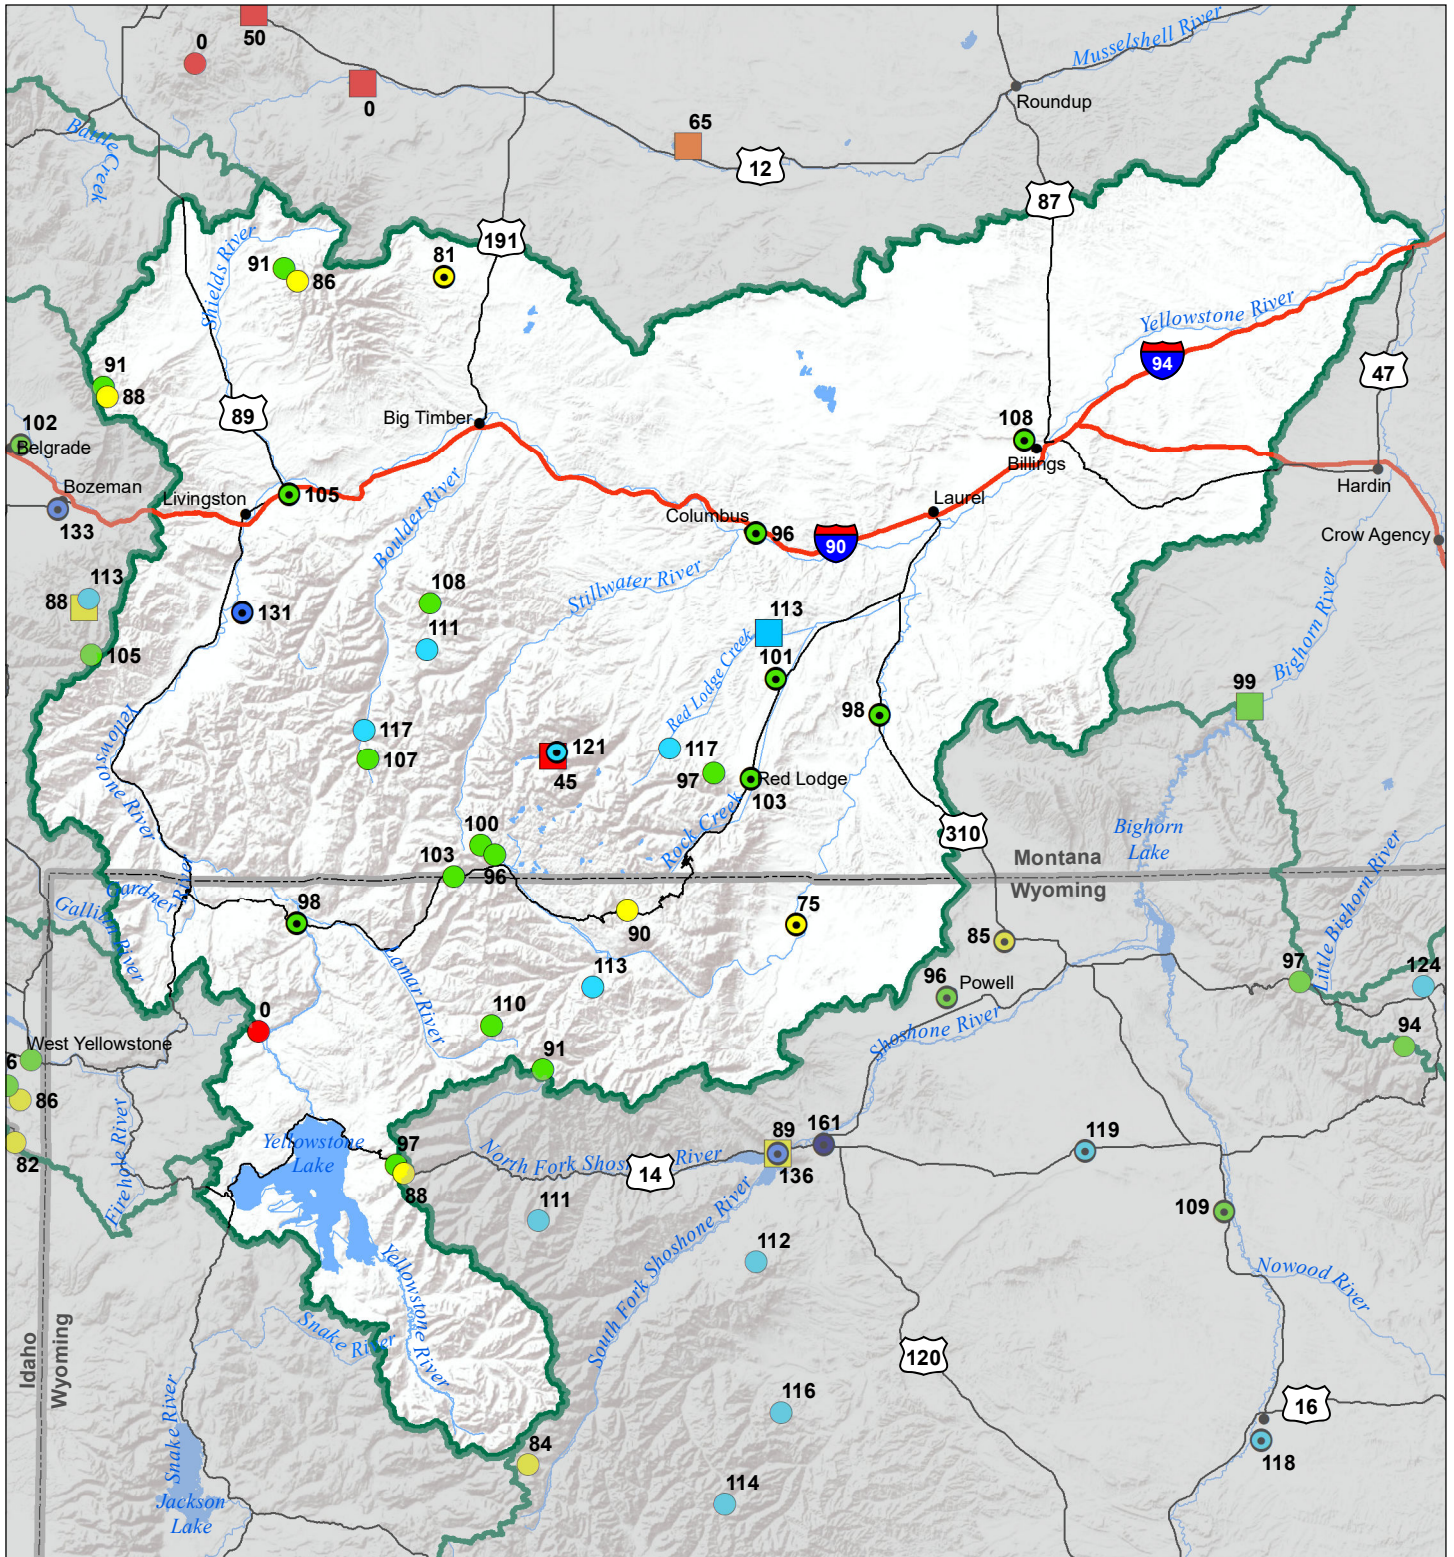 50
0
0
Musselshell River
Roundup
65
12
Battle Creek
87
191
Shields River
91
86
81
Yellowstone River
94
47
91
88
89
Big Timber
102
Belgrade
108
Billings
Bozeman
Livingston
105
Hardin
Laurel
Columbus
96
90
133
Boulder River
Crow Agency
Stillwater River
113
88
108
131
113
111
105
Red Lodge Creek
101
Bighorn River
99
98
Yellowstone River
117
107
121
45
117
97
Red Lodge
103
Rock Creek
310
Bighorn Lake
100
103
96
Montana
Wyoming
Gardner River
Gallatin River
Little Bighorn River
98
90
75
85
Lamar River
113
96
Powell
97
124
0
110
Shoshone River
94
West Yellowstone
91
6
86
Firehole River
82
Yellowstone Lake
97
88
North Fork Shos River
14
89
136
161
119
111
South Fork Shoshone River
109
112
Yellowstone River
Nowood River
Snake River
Idaho
Wyoming
120
Snake River
116
16
84
118
114
Jackson Lake